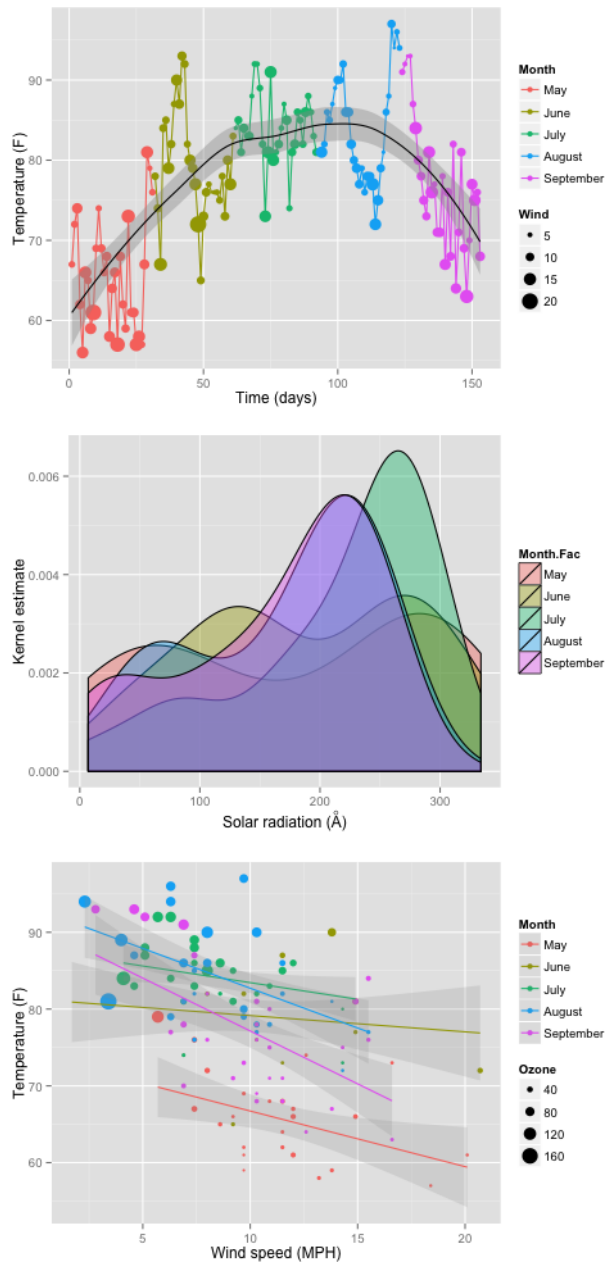 Temperature (F)
90
80
70
60
0
50
100
150
Time (days)
Month
May
June
July
August
September
Wind
5
10
15
20
Kernel estimate
0.006
0.004
0.002
0.000
0
100
200
300
Solar radiation (Å)
Month.Fac
May
June
July
August
September
Temperature (F)
90
80
70
60
5
10
15
20
Wind speed (MPH)
Month
May
June
July
August
September
Ozone
40
80
120
160